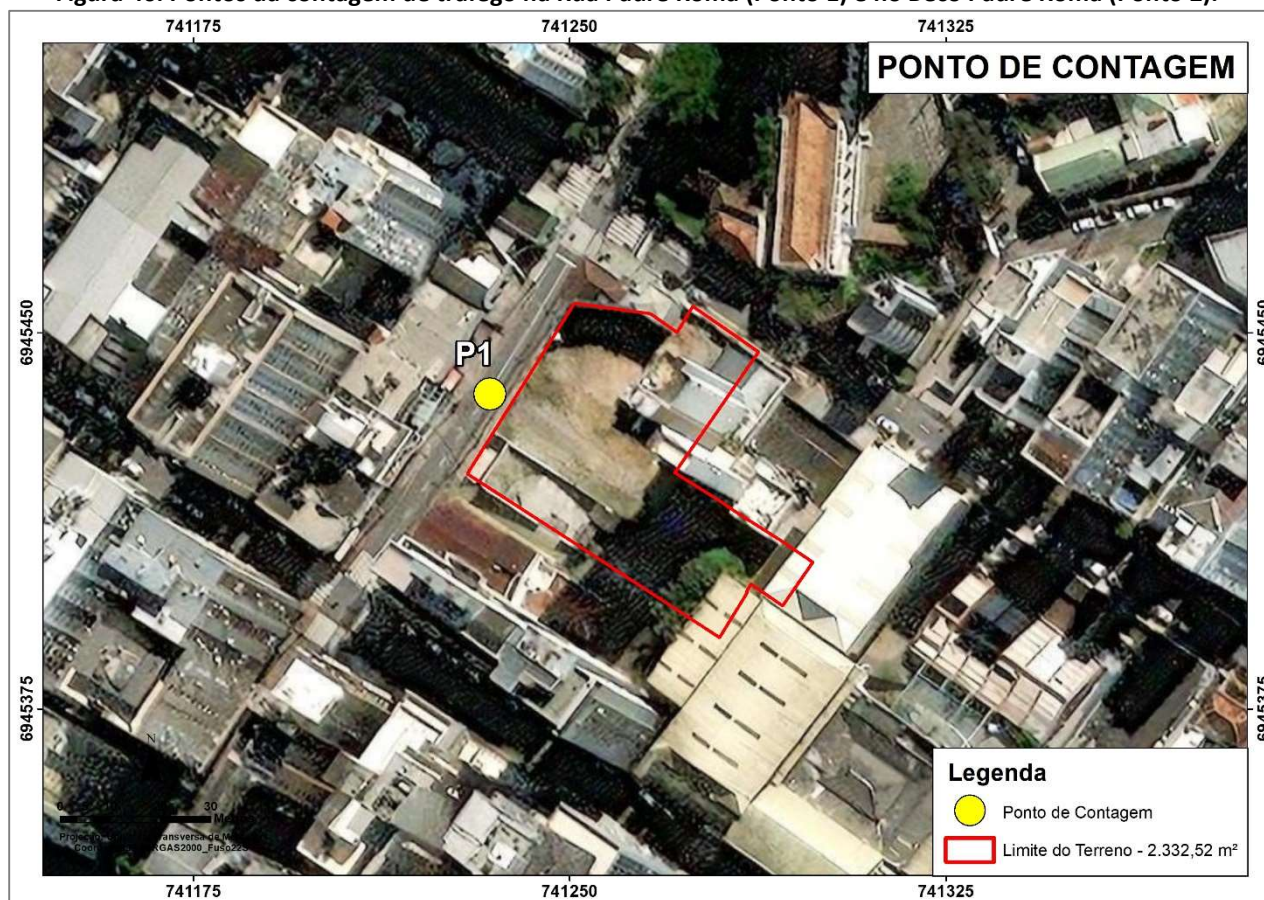 741175 741250 741325
PONTO DE CONTAGEM
6945450 6945450
P1
6945375 6945375
N
30
Legenda
Ponto de Contagem
Limite do Terreno - 2.332,52 m²
741175 741250 741325